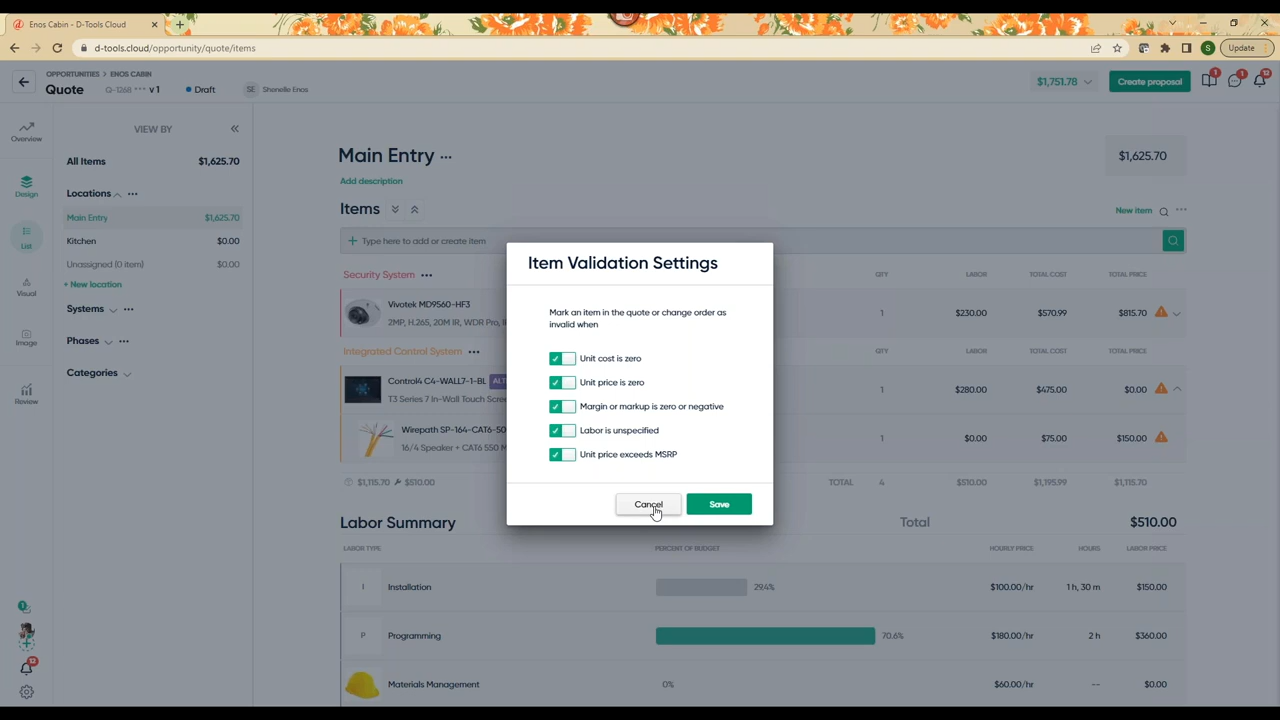 Enos Cabin - D-Tools Cloud
d-tools.cloud/opportunity/quote/items
S
Update
OPPORTUNITIES > ENOS CABIN
Quote
Q-1268 ••• v 1
Draft
SE
Shenelle Enos
$1,751.78
Create proposal
1
1
12
Overview
Design
List
Visual
Image
Review
1
12
VIEW BY
All Items $1,625.70
Locations
Main Entry $1,625.70
Kitchen $0.00
Unassigned (0 item) $0.00
+ New location
Systems
Phases
Categories
Main Entry ...
$1,625.70
Add description
Items
New item
Type here to add or create item
Security System ...
QTY LABOR TOTAL COST TOTAL PRICE
Vivotek MD9560-HF3
2MP, H.265, 20M IR, WDR Pro, IP
1 $230.00 $570.99 $815.70
Integrated Control System ...
QTY LABOR TOTAL COST TOTAL PRICE
Control4 C4-WALL7-1-BL ALT
T3 Series 7 In-Wall Touch Scre
1 $280.00 $475.00 $0.00
Wirepath SP-164-CAT6-50
16/4 Speaker + CAT6 550 M
1 $0.00 $75.00 $150.00
$1,115.70 $510.00
TOTAL 4 $510.00 $1,195.99 $1,115.70
Item Validation Settings
Mark an item in the quote or change order as
invalid when
Unit cost is zero
Unit price is zero
Margin or markup is zero or negative
Labor is unspecified
Unit price exceeds MSRP
Cancel
Save
Labor Summary Total $510.00
LABOR TYPE PERCENT OF BUDGET HOURLY PRICE HOURS LABOR PRICE
I Installation 29.4% $100.00/hr 1 h, 30 m $150.00
P Programming 70.6% $180.00/hr 2 h $360.00
Materials Management 0% $60.00/hr -- $0.00